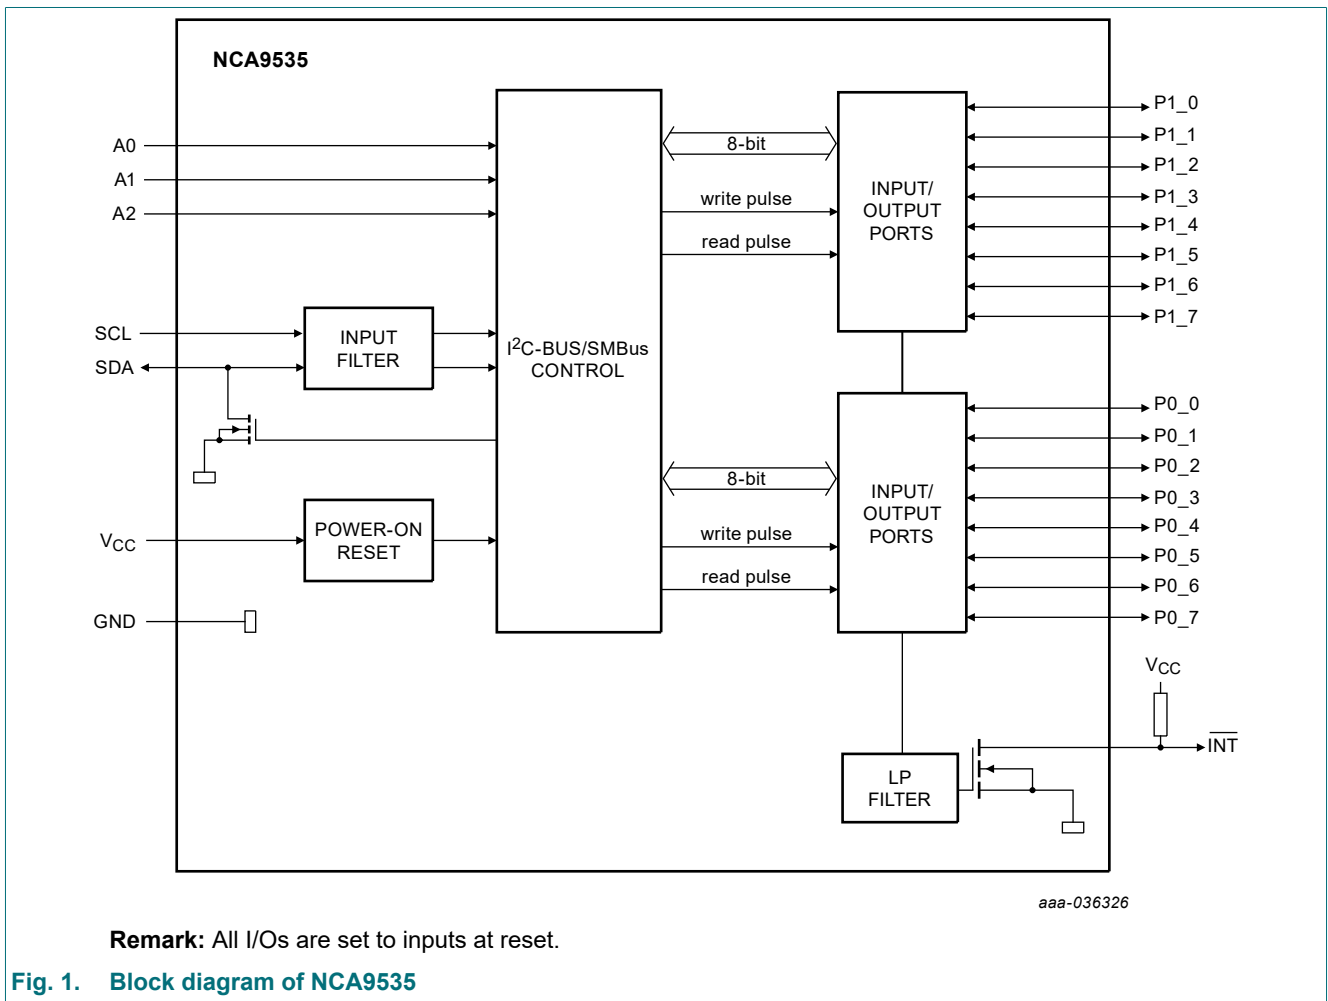 NCA9535
A0
A1
A2
SCL
SDA
VCC
GND
INPUT
FILTER
POWER-ON
RESET
I2C-BUS/SMBus
CONTROL
8-bit
write pulse
read pulse
INPUT/
OUTPUT
PORTS
P1_0
P1_1
P1_2
P1_3
P1_4
P1_5
P1_6
P1_7
8-bit
write pulse
read pulse
INPUT/
OUTPUT
PORTS
P0_0
P0_1
P0_2
P0_3
P0_4
P0_5
P0_6
P0_7
VCC
INT
LP
FILTER
aaa-036326
Remark: All I/Os are set to inputs at reset.
Fig. 1. Block diagram of NCA9535